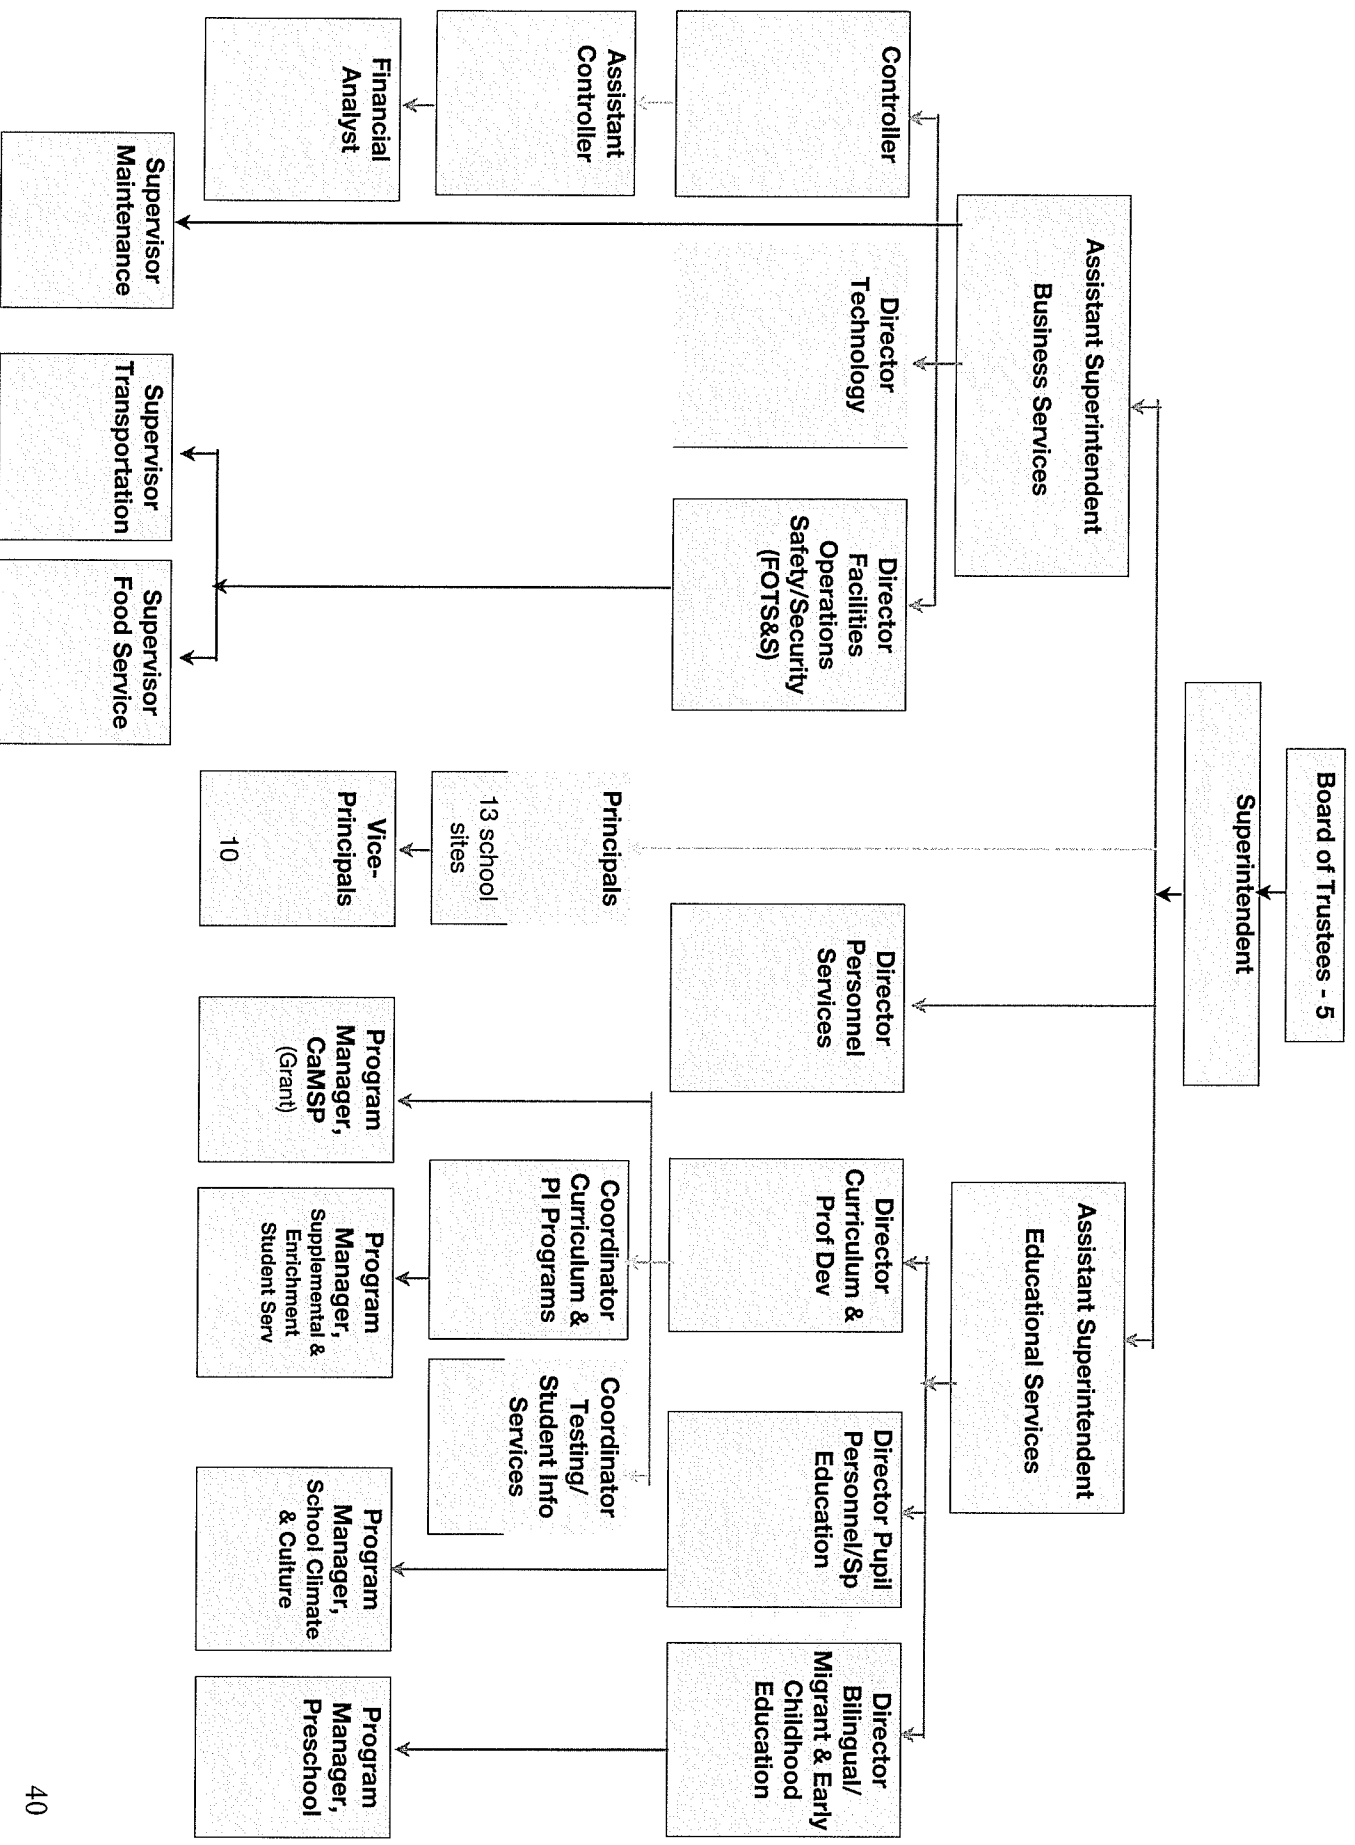 Board of Trustees - 5
Superintendent
Assistant Superintendent
Business Services
Assistant Superintendent
Educational Services
Controller
Director
Technology
Director
Facilities
Operations
Safety/Security
(FOTS&S)
Director
Personnel
Services
Director
Curriculum &
Prof Dev
Director Pupil
Personnel/Sp
Education
Director
Bilingual/
Migrant & Early
Childhood
Education
Assistant
Controller
Principals
13 school
sites
Coordinator
Curriculum &
PI Programs
Coordinator
Testing/
Student Info
Services
Financial
Analyst
Vice-
Principals
10
Program
Manager,
CaMSP
(Grant)
Program
Manager,
Supplemental &
Enrichment
Student Serv
Program
Manager,
School Climate
& Culture
Program
Manager,
Preschool
Supervisor
Maintenance
Supervisor
Transportation
Supervisor
Food Service
40